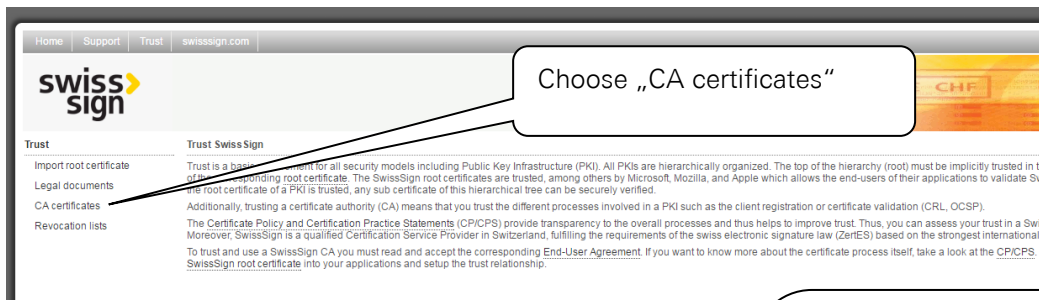 Home Support Trust swisssign.com
swiss
sign
Choose „CA certificates“
CHF
Trust
Import root certificate
Legal documents
CA certificates
Revocation lists
Trust SwissSign
Trust is a basic ment for all security models including Public Key Infrastructure (PKI). All PKIs are hierarchically organized. The top of the hierarchy (root) must be implicitly trusted in
of the corresponding root certificate. The SwissSign root certificates are trusted, among others by Microsoft, Mozilla, and Apple which allows the end-users of their applications to validate
the root certificate of a PKI is trusted, any sub certificate of this hierarchical tree can be securely verified.
Additionally, trusting a certificate authority (CA) means that you trust the different processes involved in a PKI such as the client registration or certificate validation (CRL, OCSP).
The Certificate Policy and Certification Practice Statements (CP/CPS) provide transparency to the overall processes and thus helps to improve trust. Thus, you can assess your trust in a Swi
Moreover, SwissSign is a qualified Certification Service Provider in Switzerland, fulfilling the requirements of the swiss electronic signature law (ZertES) based on the strongest international
To trust and use a SwissSign CA you must read and accept the corresponding End-User Agreement. If you want to know more about the certificate process itself, take a look at the CP/CPS.
SwissSign root certificate into your applications and setup the trust relationship.